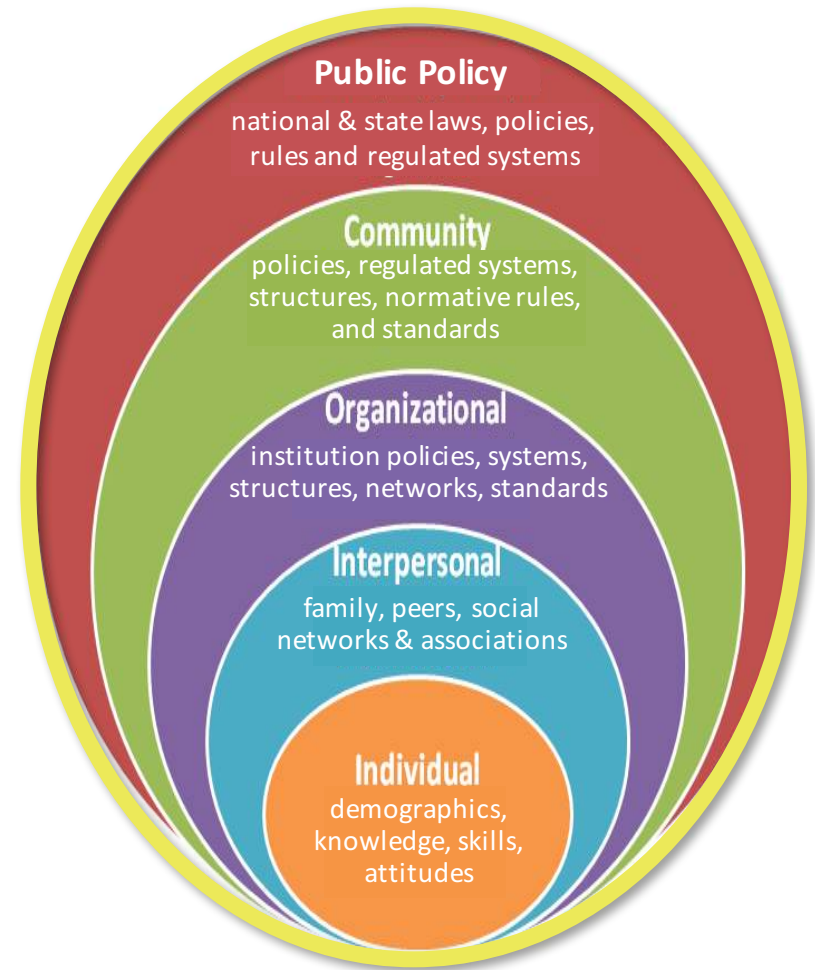 Public Policy
national & state laws, policies,
rules and regulated systems
Community
policies, regulated systems,
structures, normative rules,
and standards
Organizational
institution policies, systems,
structures, networks, standards
Interpersonal
family, peers, social
networks & associations
Individual
demographics,
knowledge, skills,
attitudes